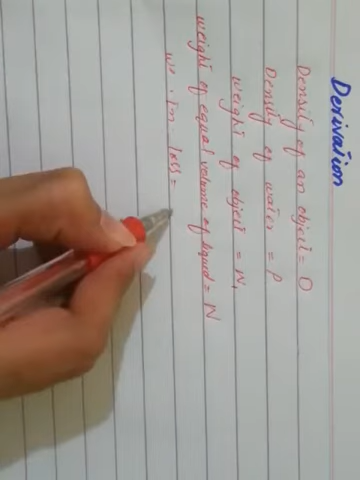 Derivation
Density of an object = D
Density of water = ρ
weight of object = W₁
weight of equal volume of liquid = W
wt. in loss =